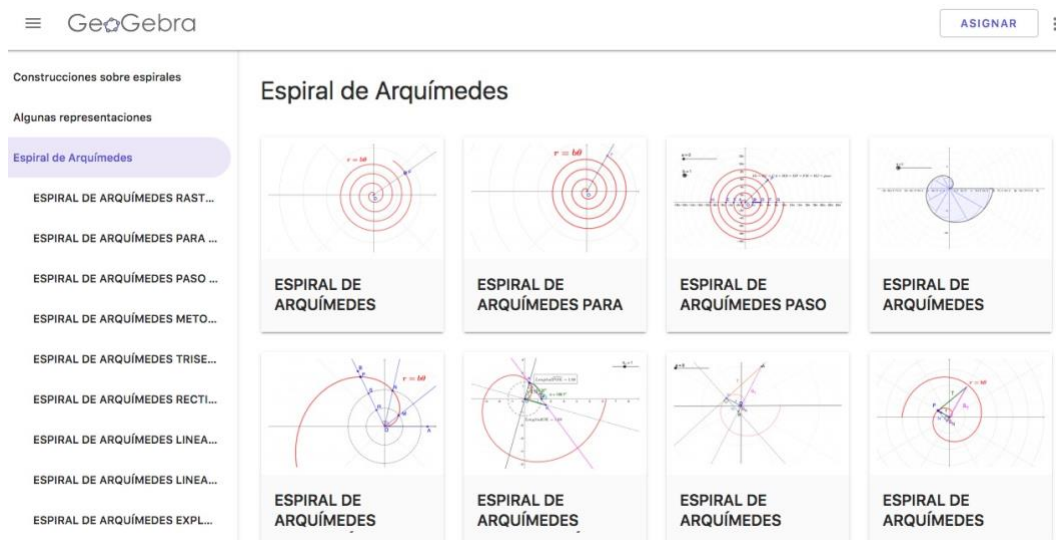 GeoGebra
ASIGNAR
Construcciones sobre espirales
Algunas representaciones
Espiral de Arquímedes
ESPIRAL DE ARQUÍMEDES RAST...
ESPIRAL DE ARQUÍMEDES PARA ...
ESPIRAL DE ARQUÍMEDES PASO ...
ESPIRAL DE ARQUÍMEDES METO...
ESPIRAL DE ARQUÍMEDES TRISE...
ESPIRAL DE ARQUÍMEDES RECTI...
ESPIRAL DE ARQUÍMEDES LINEA...
ESPIRAL DE ARQUÍMEDES LINEA...
ESPIRAL DE ARQUÍMEDES EXPL...
Espiral de Arquímedes
r = bθ
ESPIRAL DE
ARQUÍMEDES
r = bθ
ESPIRAL DE
ARQUÍMEDES PARA
ESPIRAL DE
ARQUÍMEDES PASO
ESPIRAL DE
ARQUÍMEDES
r = bθ
ESPIRAL DE
ARQUÍMEDES
ESPIRAL DE
ARQUÍMEDES
ESPIRAL DE
ARQUÍMEDES
r = bθ
ESPIRAL DE
ARQUÍMEDES